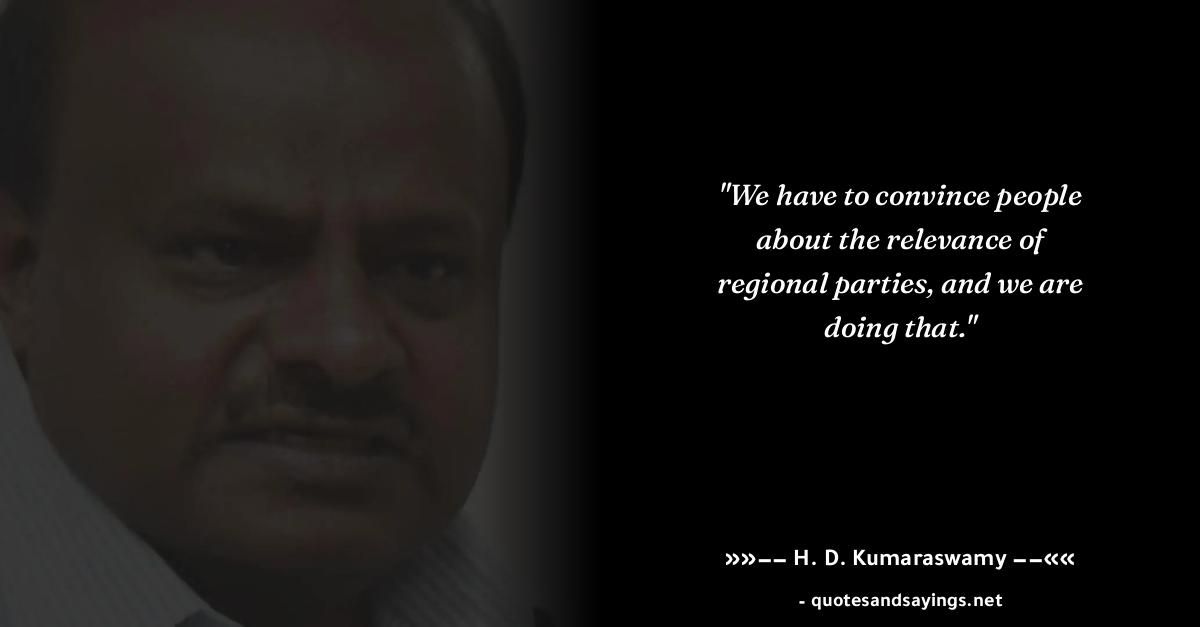 "We have to convince people
about the relevance of
regional parties, and we are
doing that."
»»−− H. D. Kumaraswamy −−««
- quotesandsayings.net